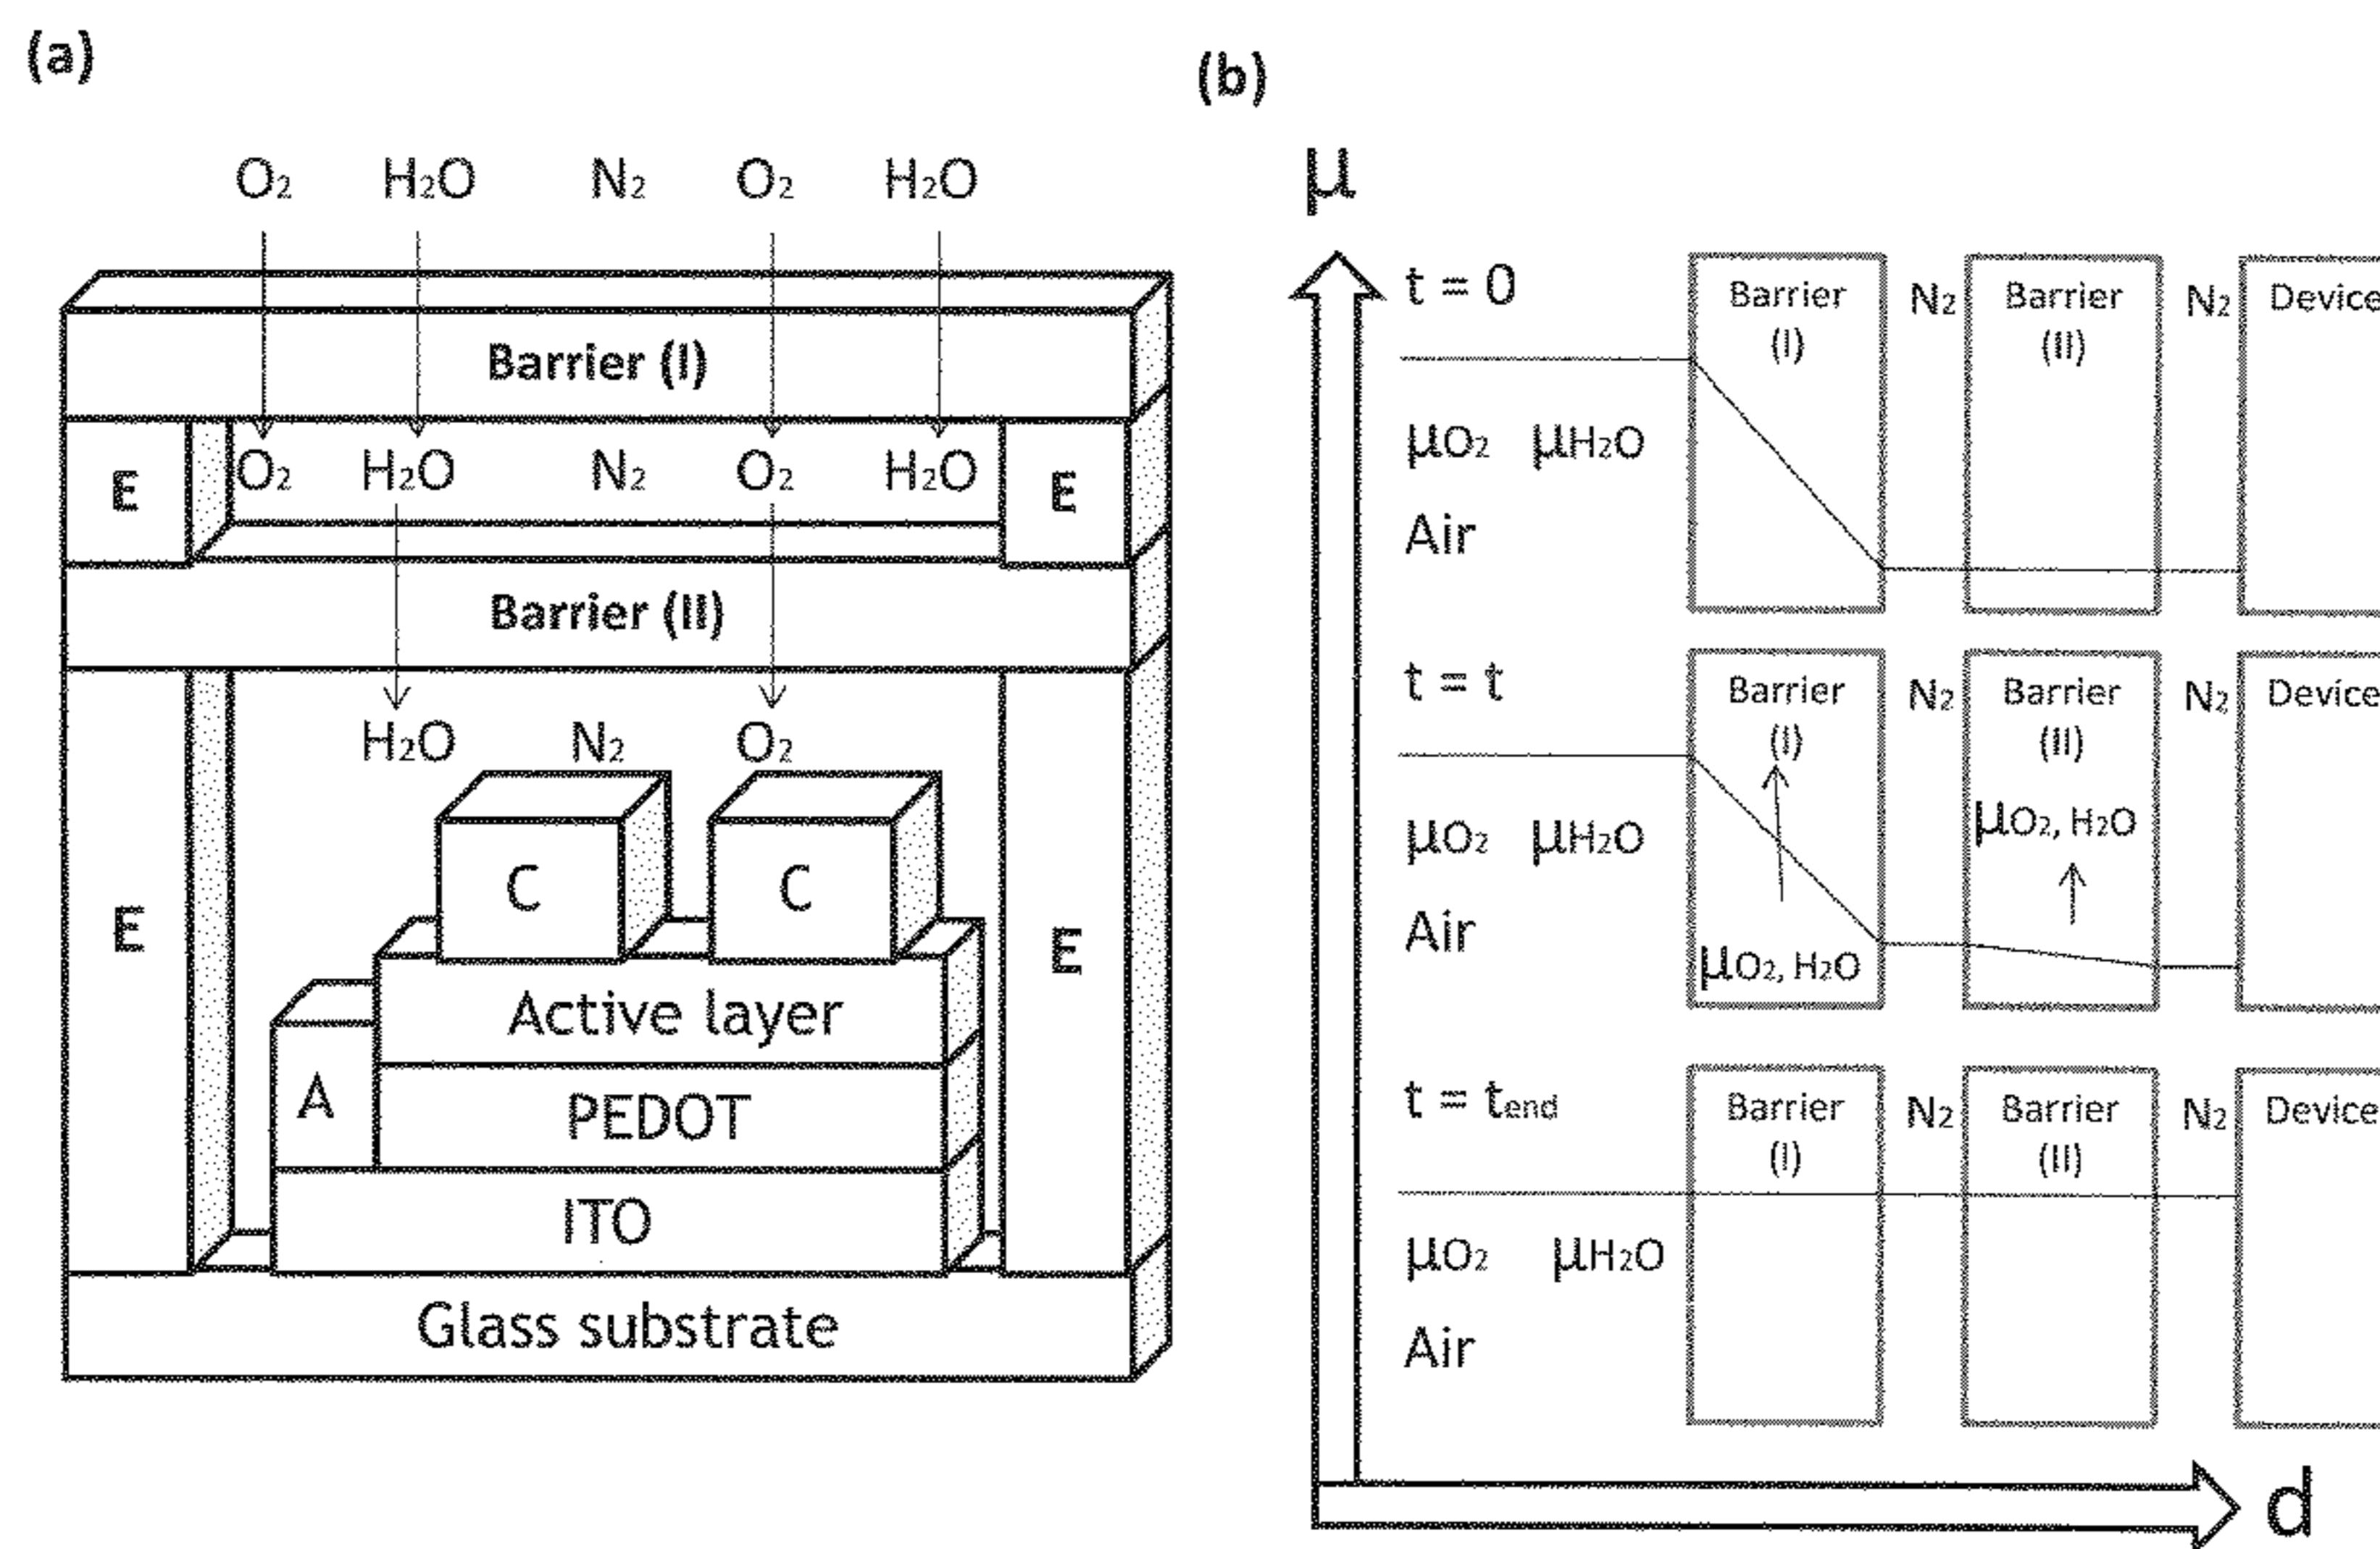 (a)
O₂ H₂O N₂ O₂ H₂O
Barrier (I)
E O₂ H₂O N₂ O₂ H₂O E
Barrier (II)
H₂O N₂ O₂
C C
E E
Active layer
A PEDOT
ITO
Glass substrate
(b)
μ
t = 0 Barrier (I) N₂ Barrier (II) N₂ Device
μO₂ μH₂O
Air
t = t Barrier (I) N₂ Barrier (II) N₂ Device
μO₂ μH₂O μO₂, H₂O
Air μO₂, H₂O
t = tend Barrier (I) N₂ Barrier (II) N₂ Device
μO₂ μH₂O
Air
d